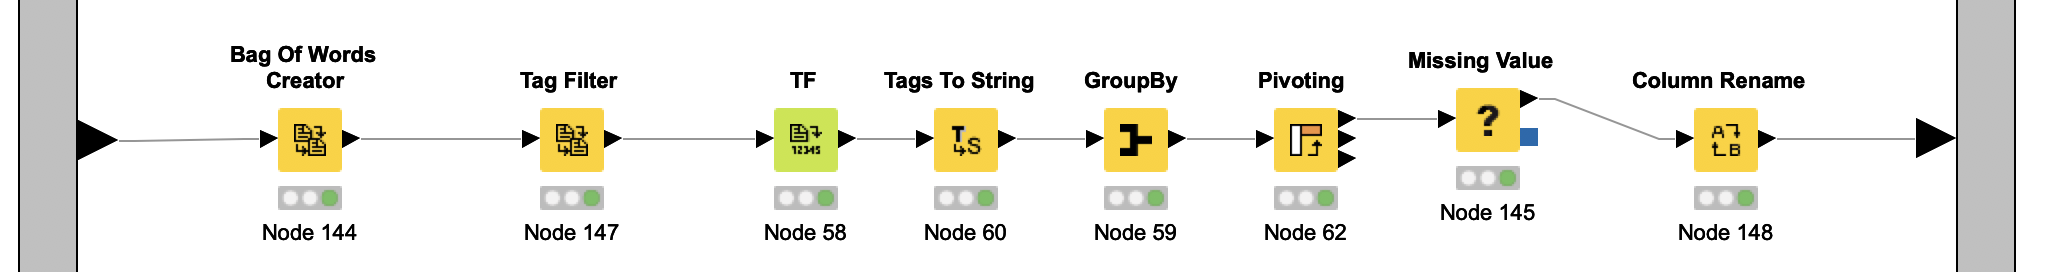 Bag Of Words
Creator
Tag Filter
TF
Tags To String
GroupBy
Pivoting
Missing Value
Column Rename
12345
T
S
?
A
B
Node 144
Node 147
Node 58
Node 60
Node 59
Node 62
Node 145
Node 148